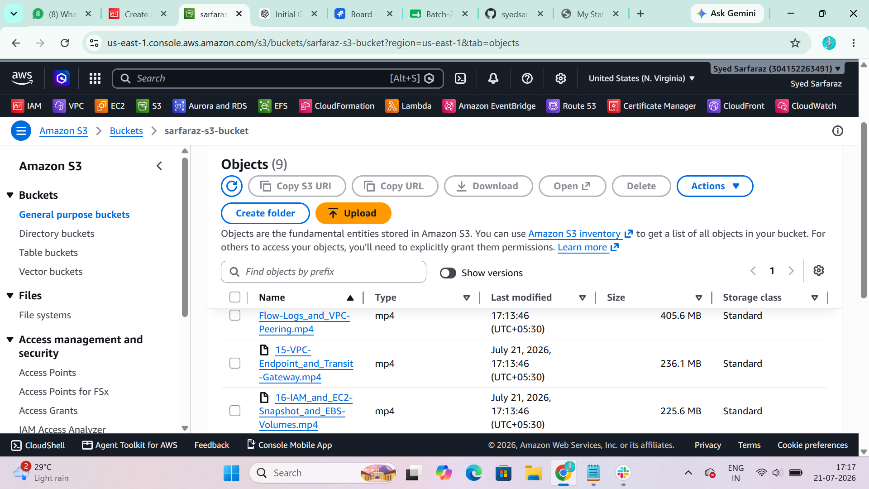 8 (8) Wha
Create
sarfaraz
Initial G
Board -
Batch-2
syedsar
My Stat
Ask Gemini
us-east-1.console.aws.amazon.com/s3/buckets/sarfaraz-s3-bucket?region=us-east-1&tab=objects
aws
Search
[Alt+S]
United States (N. Virginia)
Syed Sarfaraz (304152263491)
Syed Sarfaraz
IAM VPC EC2 S3 Aurora and RDS EFS CloudFormation Lambda Amazon EventBridge Route 53 Certificate Manager CloudFront CloudWatch
Amazon S3 Buckets sarfaraz-s3-bucket
Amazon S3
Buckets
General purpose buckets
Directory buckets
Table buckets
Vector buckets
Files
File systems
Access management and
security
Access Points
Access Points for FSx
Access Grants
IAM Access Analyzer
Objects (9)
Copy S3 URI Copy URL Download Open Delete Actions
Create folder Upload
Objects are the fundamental entities stored in Amazon S3. You can use Amazon S3 inventory to get a list of all objects in your bucket. For
others to access your objects, you'll need to explicitly grant them permissions. Learn more
Find objects by prefix Show versions 1
Name Type Last modified Size Storage class
Flow-Logs_and_VPC-
Peering.mp4
mp4
17:13:46
(UTC+05:30)
405.6 MB
Standard
15-VPC-
Endpoint_and_Transit
-Gateway.mp4
mp4
July 21, 2026,
17:13:46
(UTC+05:30)
236.1 MB
Standard
16-IAM_and_EC2-
Snapshot_and_EBS-
Volumes.mp4
mp4
July 21, 2026,
17:13:46
(UTC+05:30)
225.6 MB
Standard
CloudShell Agent Toolkit for AWS Feedback Console Mobile App © 2026, Amazon Web Services, Inc. or its affiliates. Privacy Terms Cookie preferences
2
29°C
Light rain
Search
1
ENG
IN
17:17
21-07-2026